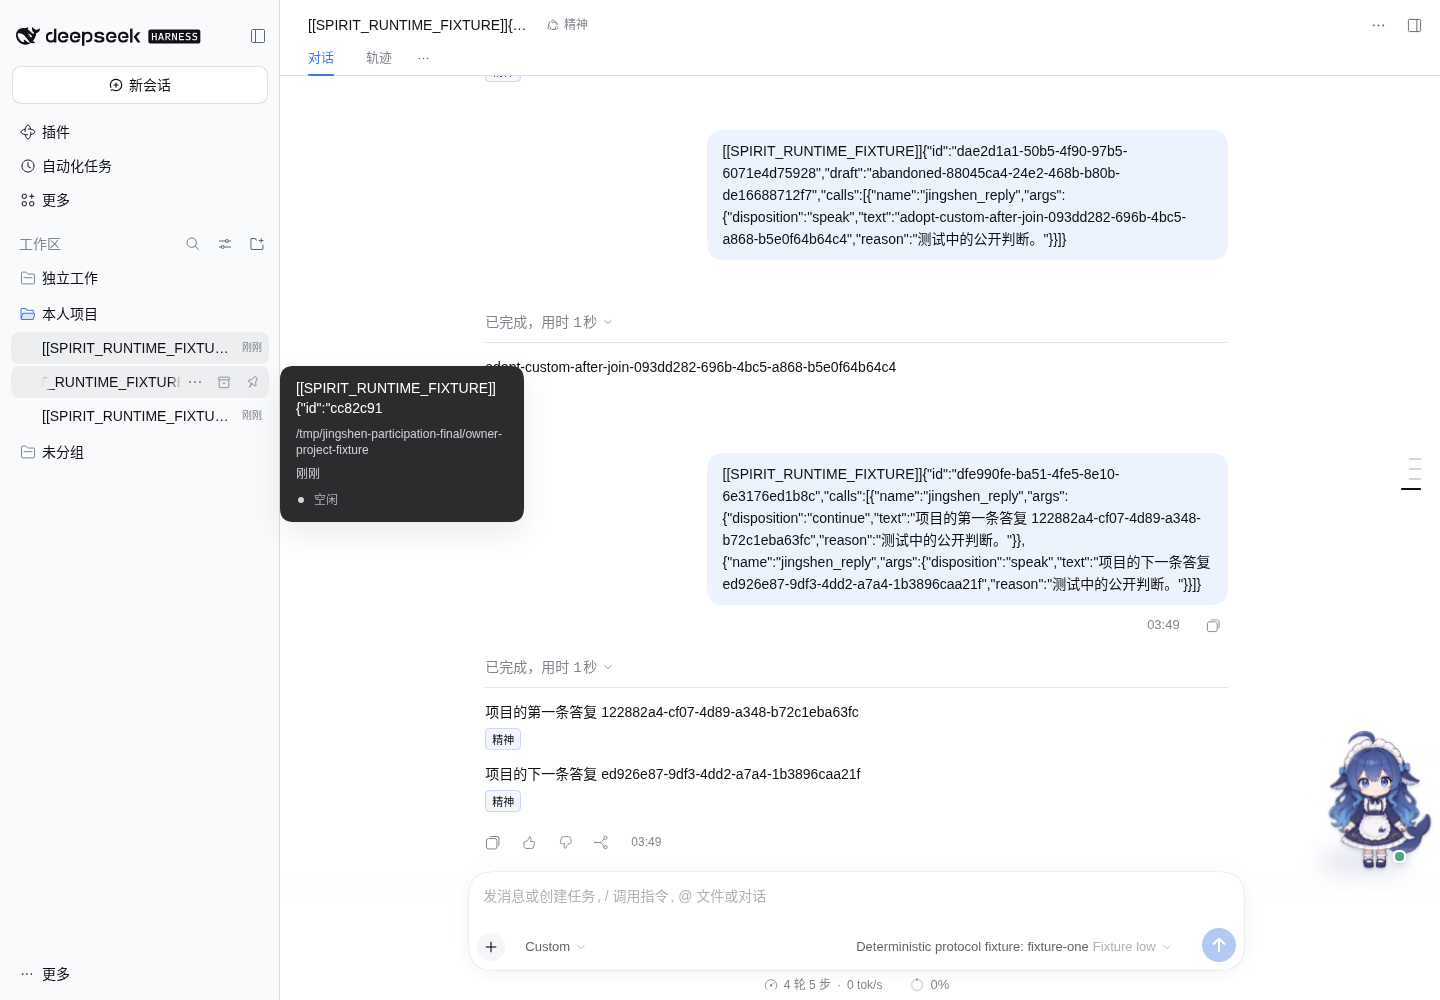 deepseek HARNESS
新会话
插件
自动化任务
更多
工作区
独立工作
本人项目
[[SPIRIT_RUNTIME_FIXTU... 刚刚
_RUNTIME_FIXTURI
[[SPIRIT_RUNTIME_FIXTU... 刚刚
未分组
... 更多
[[SPIRIT_RUNTIME_FIXTURE]]{... 精神
对话 轨迹 ...
[[SPIRIT_RUNTIME_FIXTURE]]{"id":"dae2d1a1-50b5-4f90-97b5-
6071e4d75928","draft":"abandoned-88045ca4-24e2-468b-b80b-
de16688712f7","calls":[{"name":"jingshen_reply","args":
{"disposition":"speak","text":"adopt-custom-after-join-093dd282-696b-4bc5-
a868-b5e0f64b64c4","reason":"测试中的公开判断。"}}]}
已完成，用时 1秒
adopt-custom-after-join-093dd282-696b-4bc5-a868-b5e0f64b64c4
[[SPIRIT_RUNTIME_FIXTURE]]
{"id":"cc82c91
/tmp/jingshen-participation-final/owner-
project-fixture
刚刚
空闲
[[SPIRIT_RUNTIME_FIXTURE]]{"id":"dfe990fe-ba51-4fe5-8e10-
6e3176ed1b8c","calls":[{"name":"jingshen_reply","args":
{"disposition":"continue","text":"项目的第一条答复 122882a4-cf07-4d89-a348-
b72c1eba63fc","reason":"测试中的公开判断。"}},
{"name":"jingshen_reply","args":{"disposition":"speak","text":"项目的下一条答复
ed926e87-9df3-4dd2-a7a4-1b3896caa21f","reason":"测试中的公开判断。"}}]}
03:49
已完成，用时 1秒
项目的第一条答复 122882a4-cf07-4d89-a348-b72c1eba63fc
精神
项目的下一条答复 ed926e87-9df3-4dd2-a7a4-1b3896caa21f
精神
03:49
发消息或创建任务，/ 调用指令，@ 文件或对话
Custom
Deterministic protocol fixture: fixture-one Fixture low
4 轮 5 步 · 0 tok/s 0%